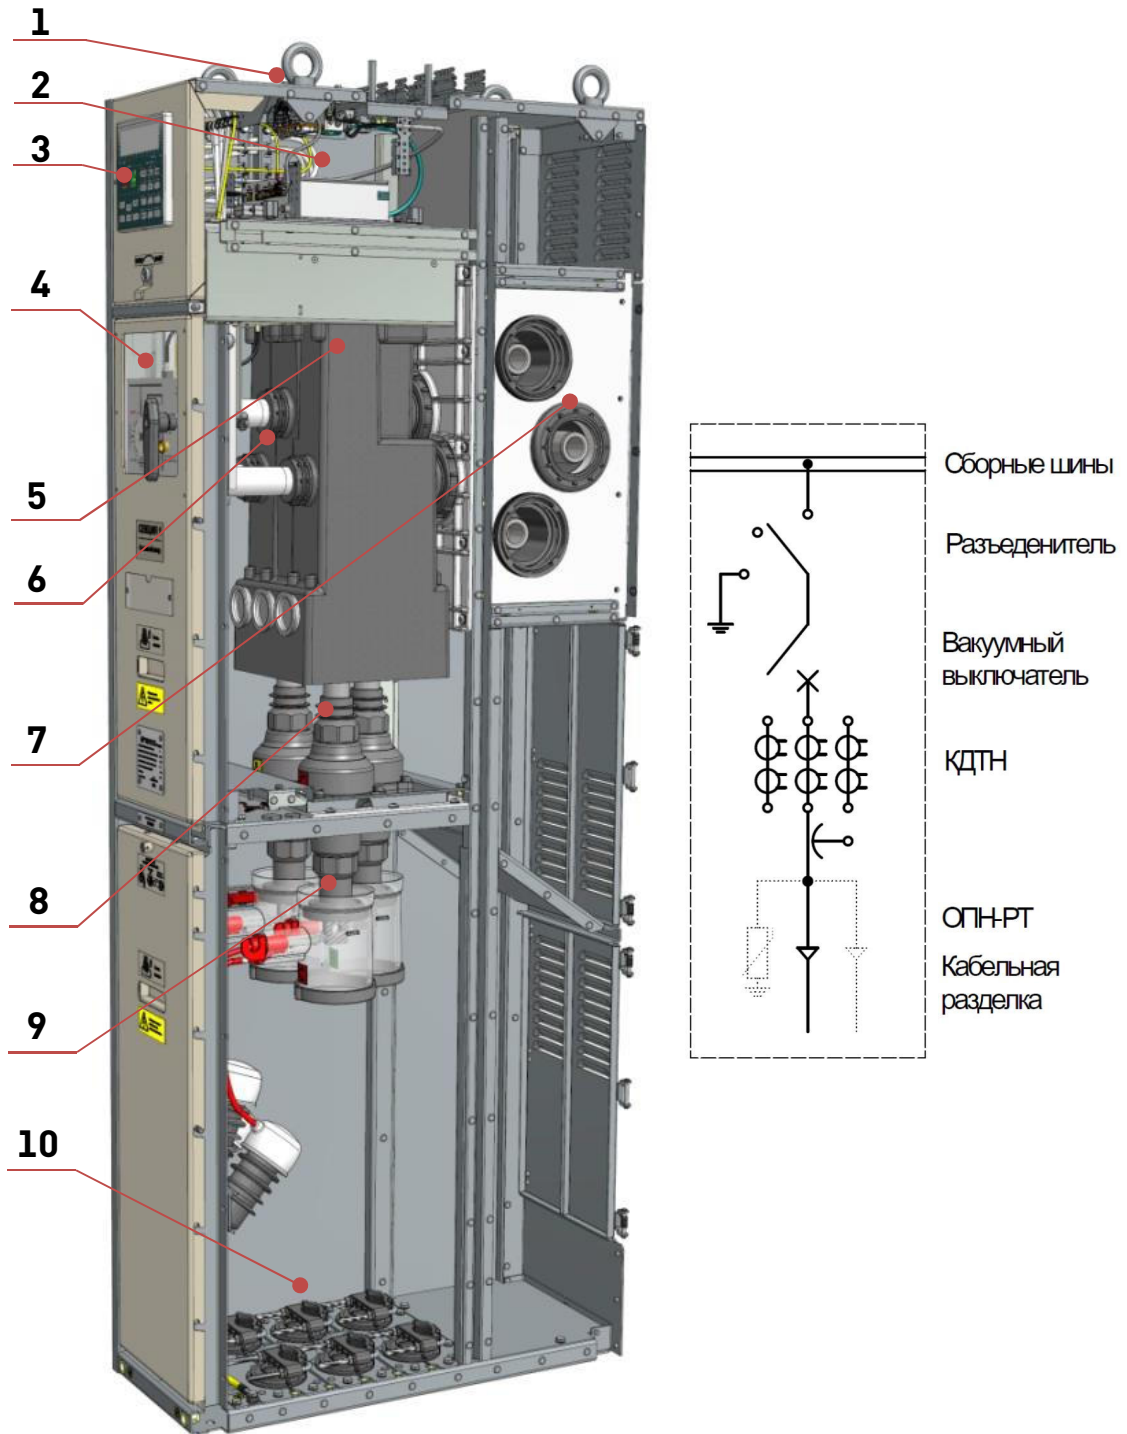 1
2
3
4
5
6
7
8
9
10
Сборные шины
Разъеденитель
Вакуумный
выключатель
КДТН
ОПН-РТ
Кабельная
разделка